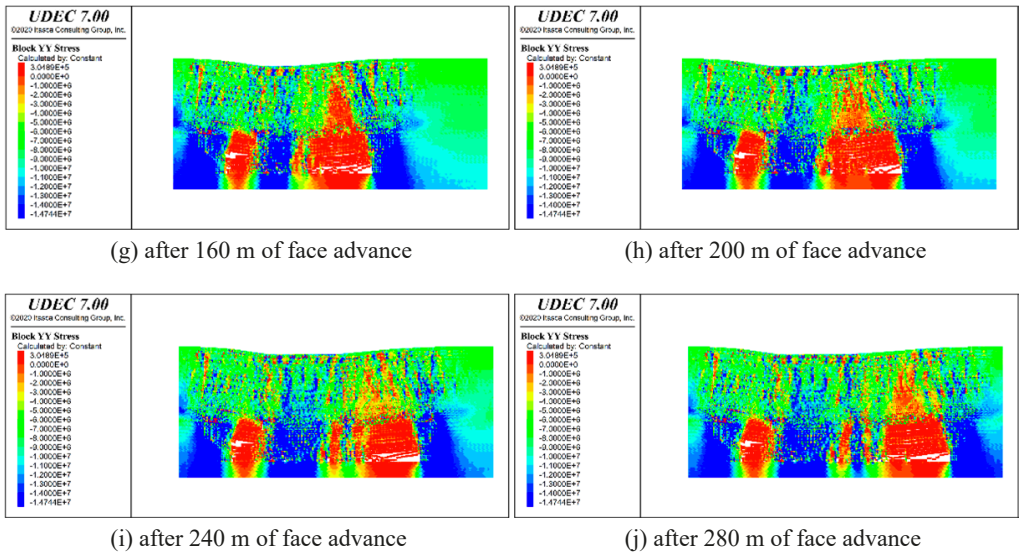 UDEC 7.00
©2020 Itasca Consulting Group, Inc.
Block YY Stress
Calculated by: Constant
3.0489E+5
0.0000E+0
-1.0000E+6
-2.0000E+6
-3.0000E+6
-4.0000E+6
-5.0000E+6
-6.0000E+6
-7.0000E+6
-8.0000E+6
-9.0000E+6
-1.0000E+7
-1.1000E+7
-1.2000E+7
-1.3000E+7
-1.4000E+7
-1.4744E+7
(g) after 160 m of face advance
UDEC 7.00
©2020 Itasca Consulting Group, Inc.
Block YY Stress
Calculated by: Constant
3.0489E+5
0.0000E+0
-1.0000E+6
-2.0000E+6
-3.0000E+6
-4.0000E+6
-5.0000E+6
-6.0000E+6
-7.0000E+6
-8.0000E+6
-9.0000E+6
-1.0000E+7
-1.1000E+7
-1.2000E+7
-1.3000E+7
-1.4000E+7
-1.4744E+7
(h) after 200 m of face advance
UDEC 7.00
©2020 Itasca Consulting Group, Inc.
Block YY Stress
Calculated by: Constant
3.0489E+5
0.0000E+0
-1.0000E+6
-2.0000E+6
-3.0000E+6
-4.0000E+6
-5.0000E+6
-6.0000E+6
-7.0000E+6
-8.0000E+6
-9.0000E+6
-1.0000E+7
-1.1000E+7
-1.2000E+7
-1.3000E+7
-1.4000E+7
-1.4744E+7
(i) after 240 m of face advance
UDEC 7.00
©2020 Itasca Consulting Group, Inc.
Block YY Stress
Calculated by: Constant
3.0489E+5
0.0000E+0
-1.0000E+6
-2.0000E+6
-3.0000E+6
-4.0000E+6
-5.0000E+6
-6.0000E+6
-7.0000E+6
-8.0000E+6
-9.0000E+6
-1.0000E+7
-1.1000E+7
-1.2000E+7
-1.3000E+7
-1.4000E+7
-1.4744E+7
(j) after 280 m of face advance